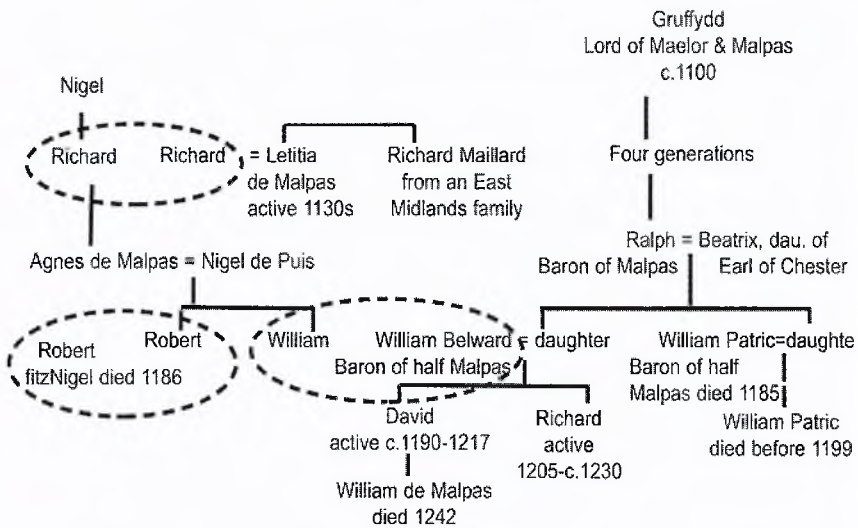 Gruffydd
Lord of Maelor & Malpas
c.1100
Nigel
Richard
Richard
= Letitia
de Malpas
active 1130s
Richard Maillard
from an East
Midlands family
Four generations
Ralph = Beatrix, dau. of
Baron of Malpas
Earl of Chester
Agnes de Malpas = Nigel de Puis
Robert
fitzNigel died 1186
Robert
William
William Belward = daughter
Baron of half Malpas
William Patric=daughte
Baron of half
Malpas died 1185
David
active c.1190-1217
Richard
active
1205-c.1230
William Patric
died before 1199
William de Malpas
died 1242